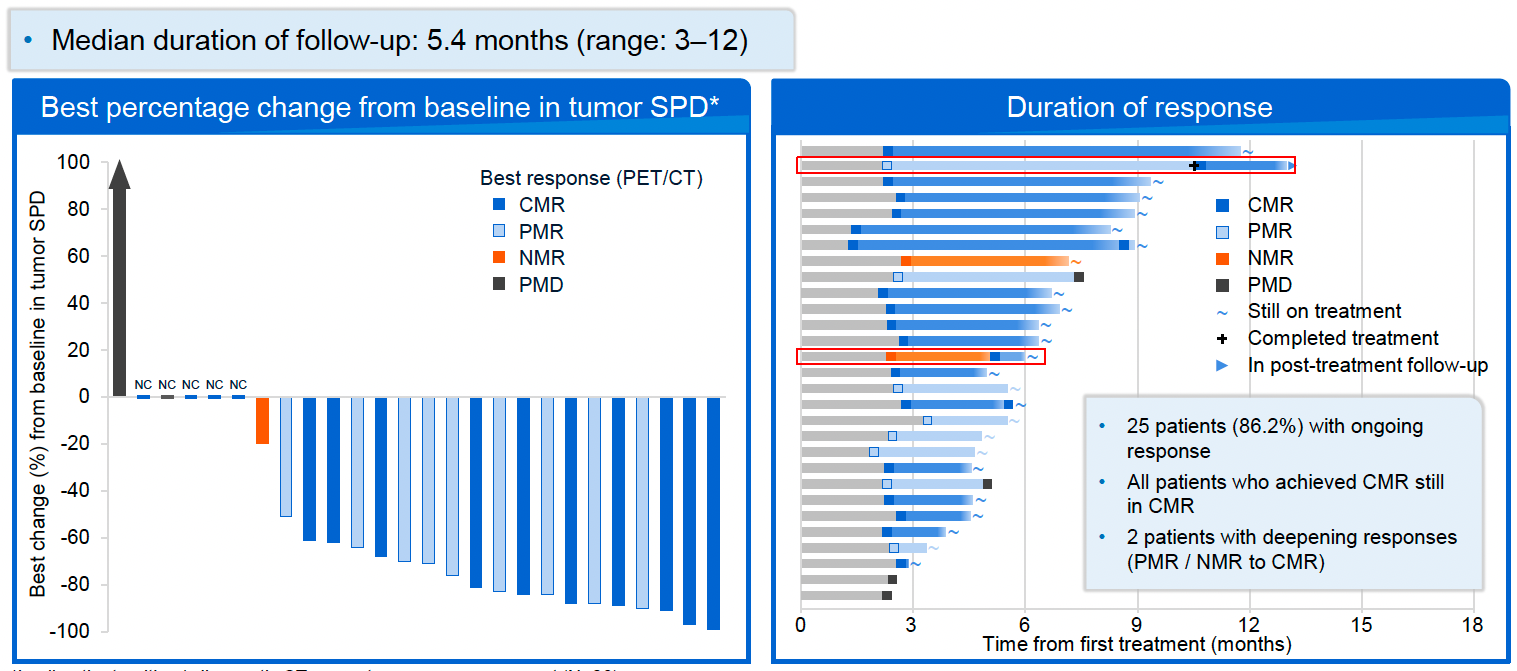 • Median duration of follow-up: 5.4 months (range: 3–12)
Best percentage change from baseline in tumor SPD*
Best change (%) from baseline in tumor SPD
100
80
60
40
20
0
-20
-40
-60
-80
-100
NC NC NC NC NC
Best response (PET/CT)
CMR
PMR
NMR
PMD
Duration of response
CMR
PMR
NMR
PMD
~ Still on treatment
+ Completed treatment
In post-treatment follow-up
• 25 patients (86.2%) with ongoing
response
• All patients who achieved CMR still
in CMR
• 2 patients with deepening responses
(PMR / NMR to CMR)
0 3 6 9 12 15 18
Time from first treatment (months)